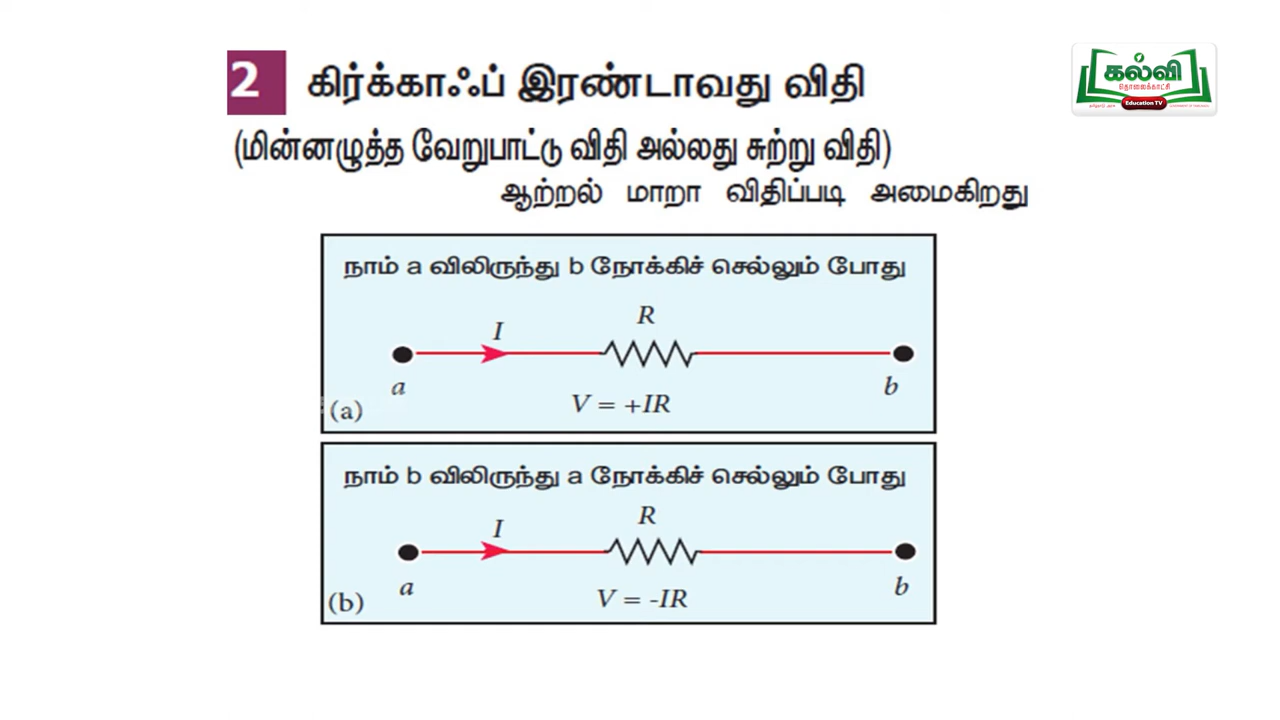 2 கிர்க்காஃப் இரண்டாவது விதி
(மின்னழுத்த வேறுபாட்டு விதி அல்லது சுற்று விதி)
ஆற்றல் மாறா விதிப்படி அமைகிறது
நாம் a விலிருந்து b நோக்கிச் செல்லும் போது
I
R
a
b
V = +IR
(a)
நாம் b விலிருந்து a நோக்கிச் செல்லும் போது
I
R
a
b
V = -IR
(b)
கல்வி
தொலைக்காட்சி
Education TV